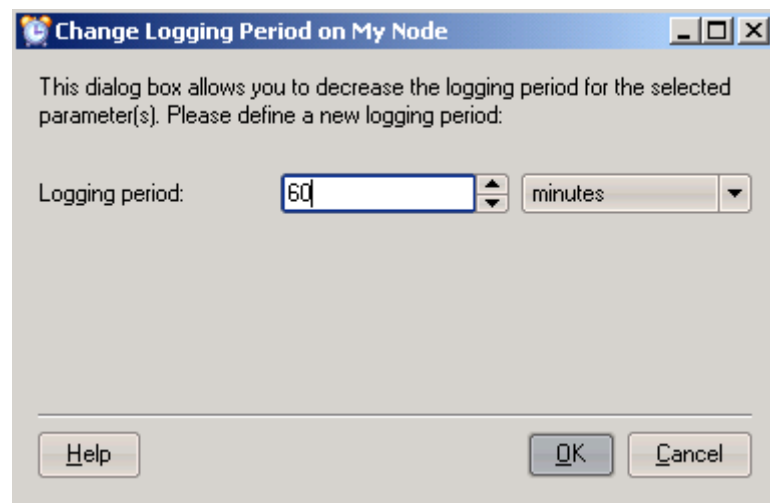 Change Logging Period on My Node
This dialog box allows you to decrease the logging period for the selected
parameter(s). Please define a new logging period:
Logging period: 60 minutes
Help OK Cancel